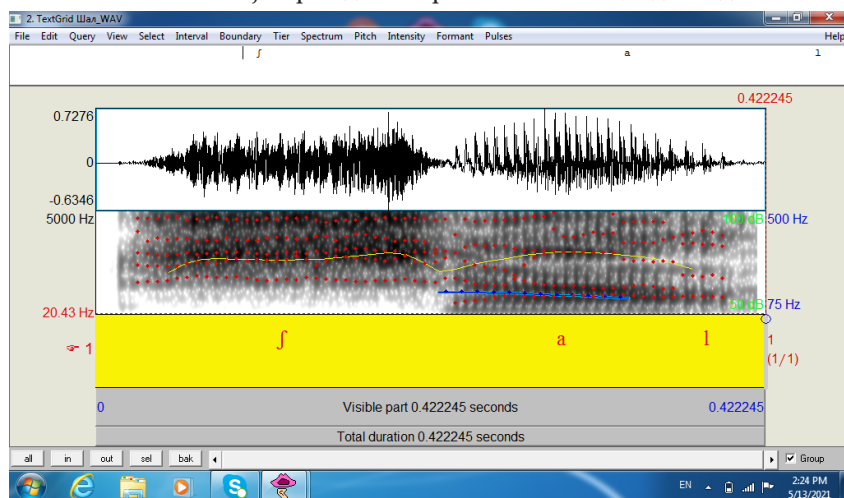 2. TextGrid Шал_WAV
File Edit Query View Select Interval Boundary Tier Spectrum Pitch Intensity Formant Pulses Help
ʃ a l
0.422245
0.7276
0
-0.6346
5000 Hz 100 dB 500 Hz
20.43 Hz 50 dB 75 Hz
1 ʃ a l 1
(1/1)
0 Visible part 0.422245 seconds 0.422245
Total duration 0.422245 seconds
all in out sel bak Group
EN 2:24 PM
5/13/2021